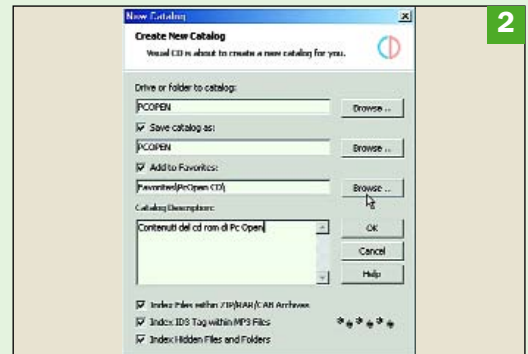 New Catalog
2
Create New Catalog
Visual CD is about to create a new catalog for you.
Drive or folder to catalog:
PCOPEN
Browse ...
Save catalog as:
PCOPEN
Browse ...
Add to Favorites:
Favorites\PcOpen CD\
Browse ...
Catalog Description:
Contenuti del cd rom di Pc Open
OK
Cancel
Help
Index Files within ZIP/RAR/CAB Archives
Index ID3 Tag within MP3 Files
Index Hidden Files and Folders